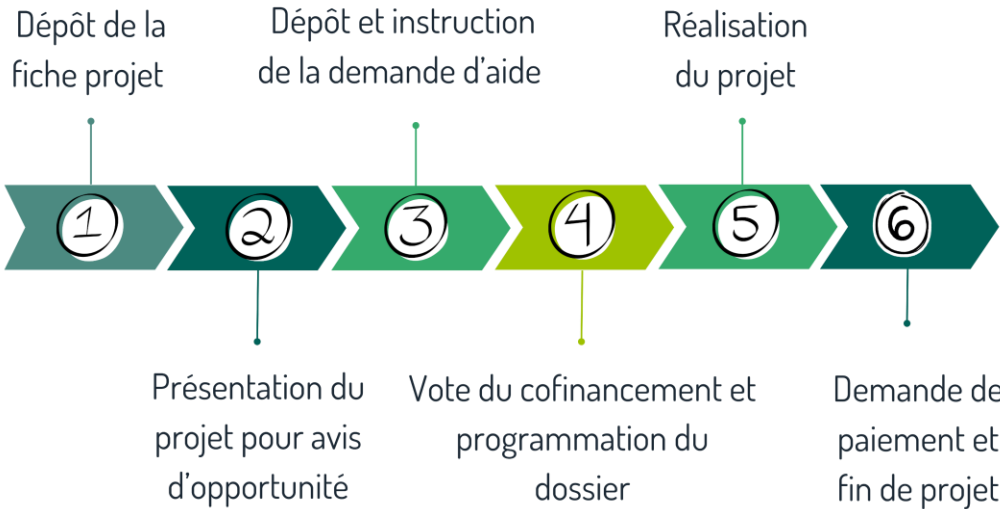 Dépôt de la
fiche projet
Dépôt et instruction
de la demande d'aide
Réalisation
du projet
1
2
3
4
5
6
Présentation du
projet pour avis
d'opportunité
Vote du cofinancement et
programmation du
dossier
Demande de
paiement et
fin de projet